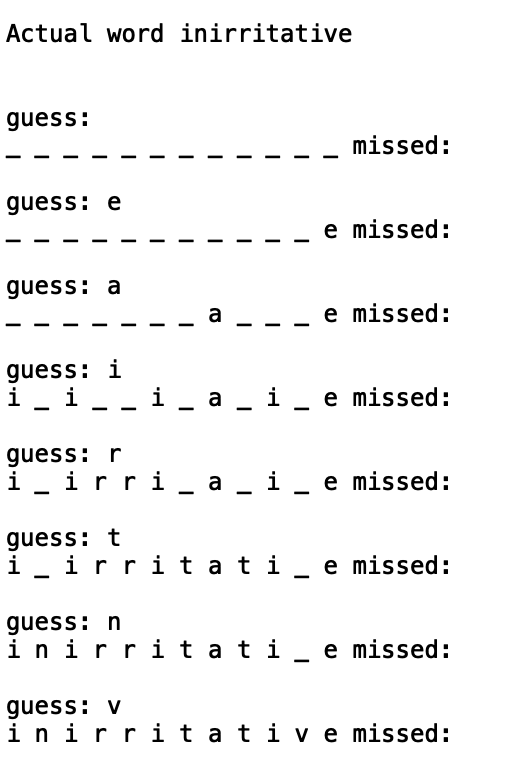 Actual word inirritative
guess:
_ _ _ _ _ _ _ _ _ _ _ _ missed:
guess: e
_ _ _ _ _ _ _ _ _ _ _ e missed:
guess: a
_ _ _ _ _ _ _ a _ _ _ e missed:
guess: i
i _ i _ _ i _ a _ i _ e missed:
guess: r
i _ i r r i _ a _ i _ e missed:
guess: t
i _ i r r i t a t i _ e missed:
guess: n
i n i r r i t a t i _ e missed:
guess: v
i n i r r i t a t i v e missed: